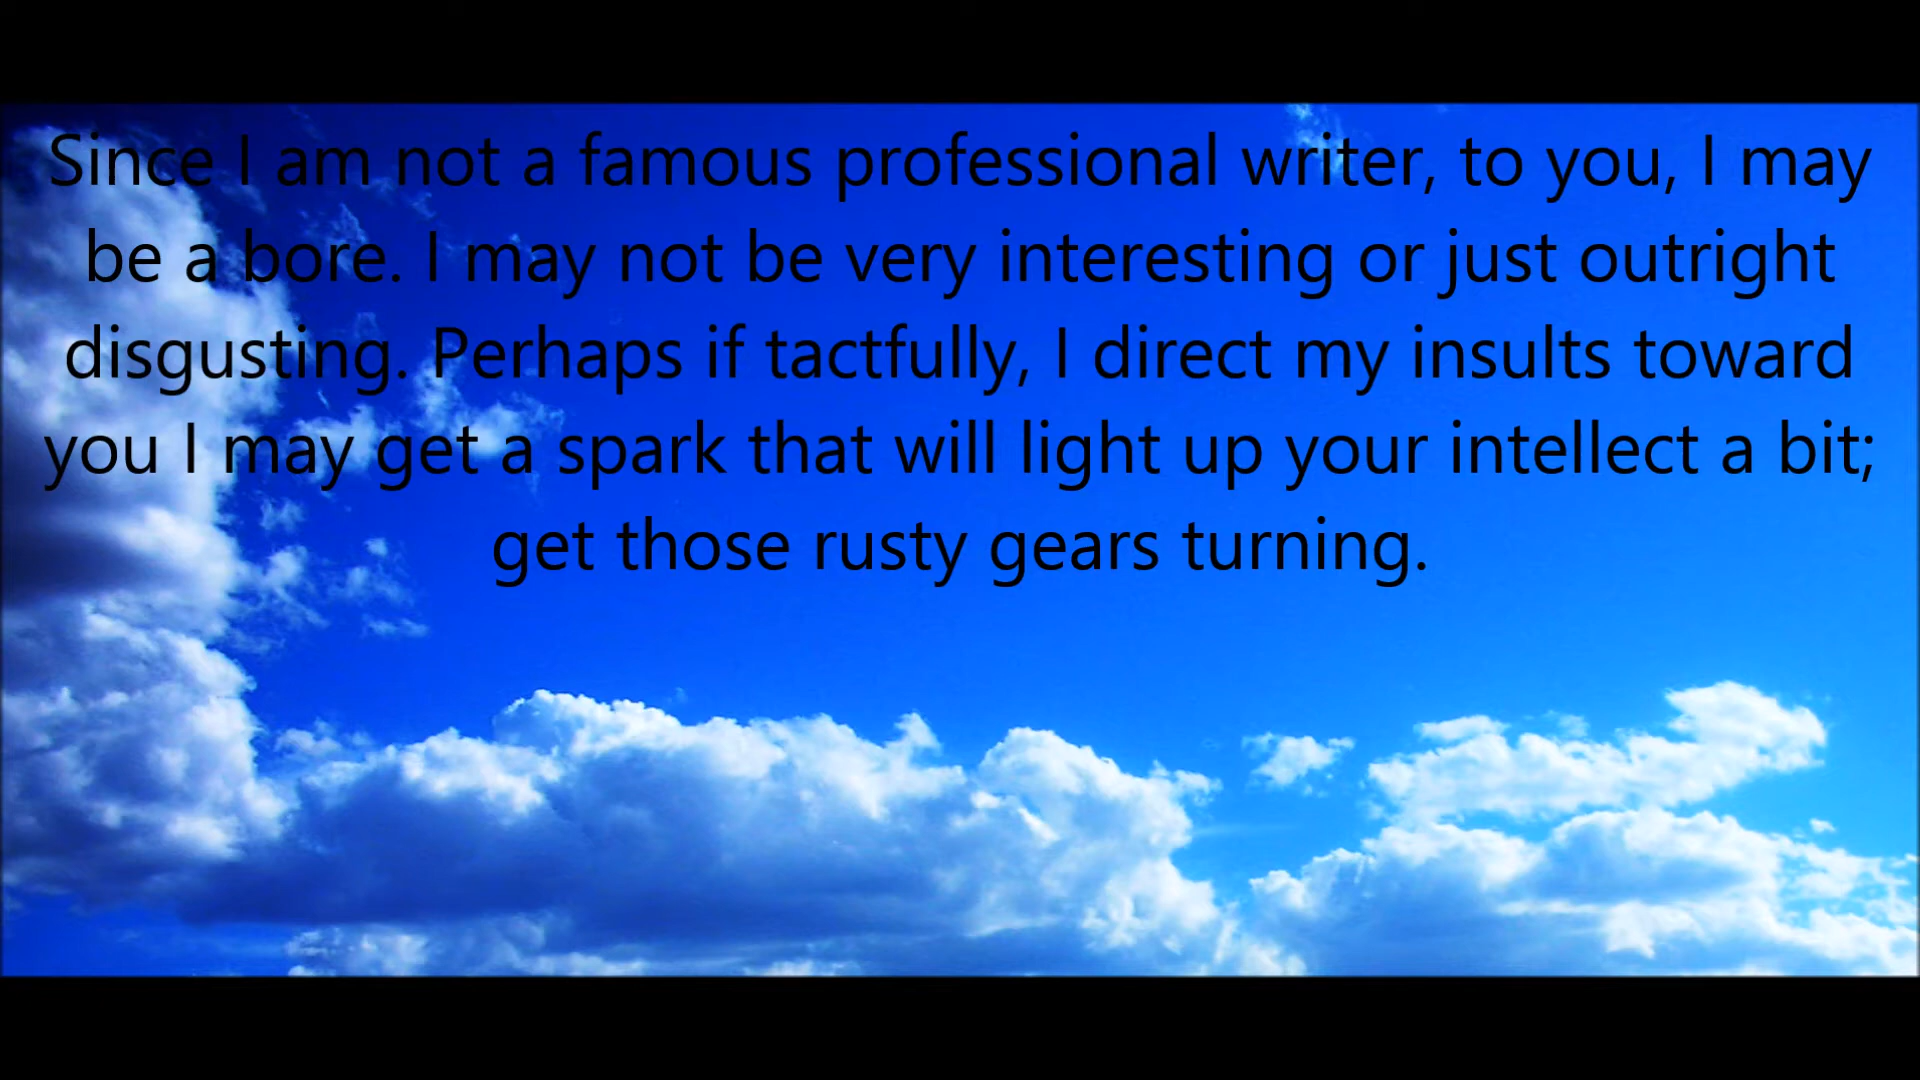 Since I am not a famous professional writer, to you, I may
be a bore. I may not be very interesting or just outright
disgusting. Perhaps if tactfully, I direct my insults toward
you I may get a spark that will light up your intellect a bit;
get those rusty gears turning.